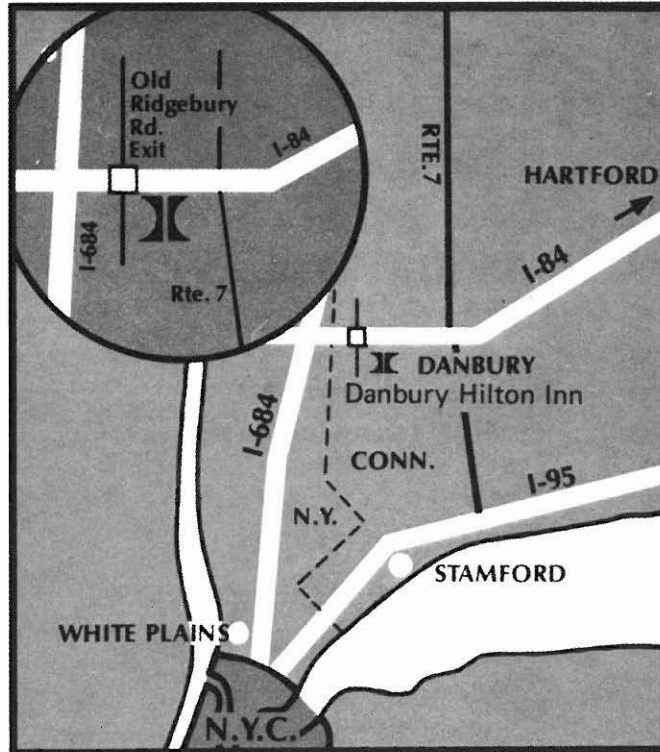 Old
Ridgebury
Rd.
Exit
I-84
I-684
Rte. 7
RTE.7
HARTFORD
I-84
DANBURY
Danbury Hilton Inn
I-684
CONN.
N.Y.
I-95
STAMFORD
WHITE PLAINS
N.Y.C.